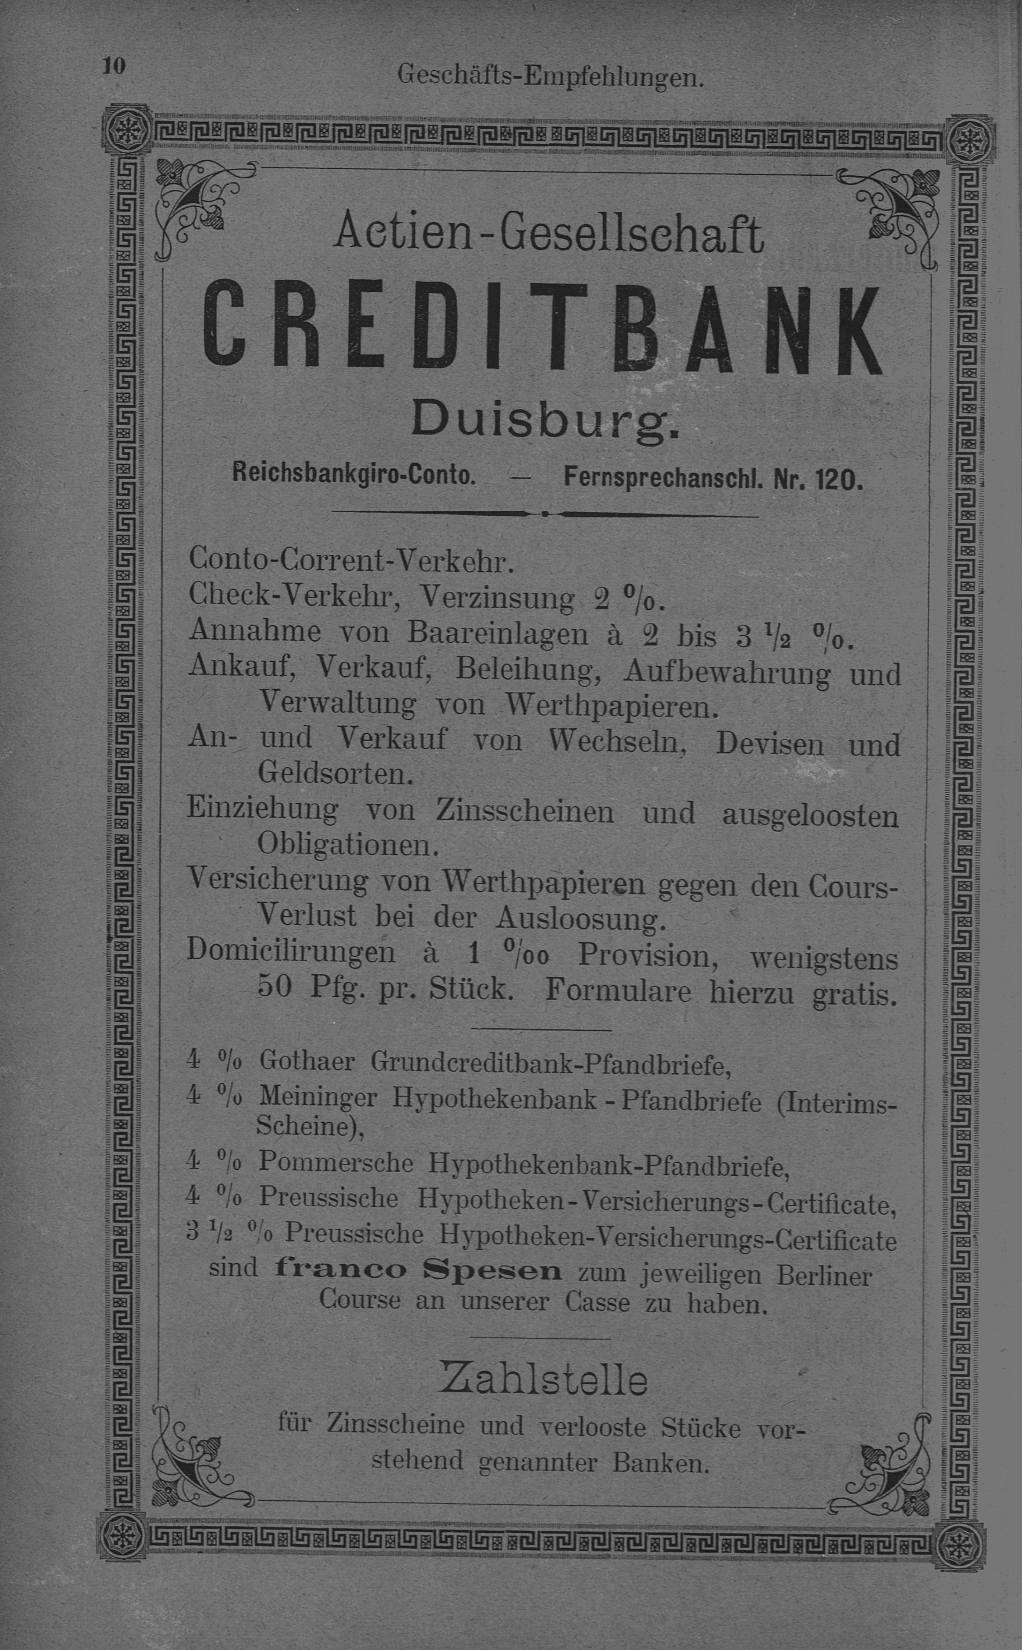 10
Geschäfts-Empfehlungen.
Actien-Gesellschaft
CREDITBANK
Duisburg.
Reichsbankgiro-Conto. — Fernsprechanschl. Nr. 120.
Conto-Corrent-Verkehr.
Check-Verkehr, Verzinsung 2 %.
Annahme von Baareinlagen à 2 bis 3 1/2 %.
Ankauf, Verkauf, Beleihung, Aufbewahrung und
Verwaltung von Werthpapieren.
An- und Verkauf von Wechseln, Devisen und
Geldsorten.
Einziehung von Zinsscheinen und ausgeloosten
Obligationen.
Versicherung von Werthpapieren gegen den Cours-
Verlust bei der Ausloosung.
Domicilirungen à 1 ‰ Provision, wenigstens
50 Pfg. pr. Stück. Formulare hierzu gratis.
4 % Gothaer Grundcreditbank-Pfandbriefe,
4 % Meininger Hypothekenbank-Pfandbriefe (Interims-
Scheine),
4 % Pommersche Hypothekenbank-Pfandbriefe,
4 % Preussische Hypotheken-Versicherungs-Certificate,
3 1/2 % Preussische Hypotheken-Versicherungs-Certificate
sind franco Spesen zum jeweiligen Berliner
Course an unserer Casse zu haben.
Zahlstelle
für Zinsscheine und verlooste Stücke vor-
stehend genannter Banken.